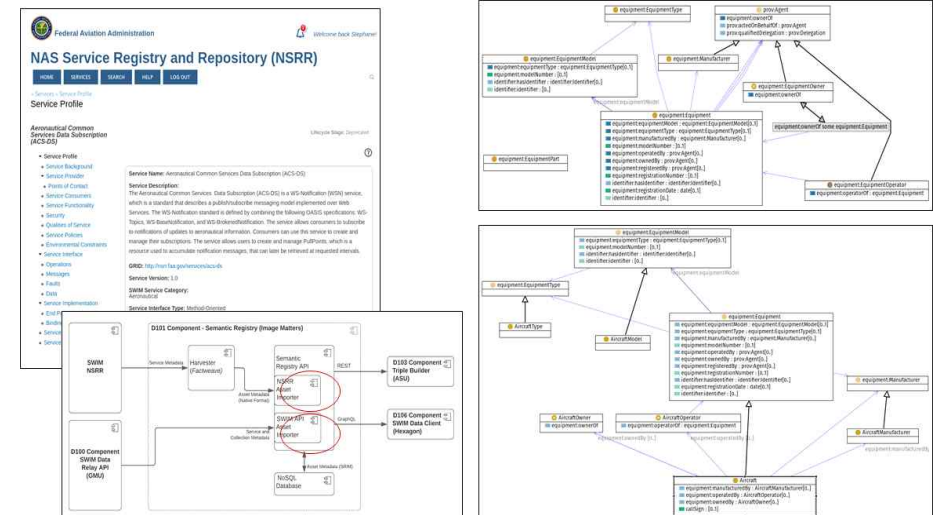 Federal Aviation Administration
Welcome back Stephanie!
NAS Service Registry and Repository (NSRR)
HOME
SERVICES
SEARCH
HELP
LOG OUT
» Services » Service Profile
Service Profile
Aeronautical Common
Services Data Subscription
(ACS-DS)
Lifecycle Stage: Deprecated
Service Profile
Service Background
Service Provider
Points of Contact
Service Consumers
Service Functionality
Security
Qualities of Service
Service Policies
Environmental Constraints
Service Interface
Operations
Messages
Faults
Data
Service Implementation
Service Name: Aeronautical Common Services Data Subscription (ACS-DS)
Service Description:
The Aeronautical Common Services Data Subscription (ACS-DS) is a WS-Notification (WSN) service,
which is a standard that describes a publish/subscribe messaging model implemented over Web
Services. The WS-Notification standard is defined by combining the following OASIS specifications: WS-
Topics, WS-BaseNotification, and WS-BrokeredNotification. The service allows consumers to subscribe
to notifications of updates to aeronautical information. Consumers can use this service to create and
manage their subscriptions. The service allows users to create and manage PullPoints, which is a
resource used to accumulate notification messages, that can later be retrieved at requested intervals.
GRID: http://nsrr.faa.gov/services/acs-ds
Service Version: 1.0
SWIM Service Category:
Aeronautical
Service Interface Type: Method-Oriented
D101 Component - Semantic Registry (Image Matters)
SWIM
NSRR
Service Metadata
Harvester
(Factweave)
Asset Metadata
(Native Format)
Semantic
Registry API
NSRR
Asset
Importer
SWIM API
Asset
Importer
REST
D103 Component
Triple Builder
(ASU)
GraphQL
D106 Component
SWIM Data Client
(Hexagon)
Service and
Collection Metadata
D100 Component
SWIM Data
Relay API
(GMU)
Asset Metadata (SRIM)
NoSQL
Database
equipment:EquipmentType
prov:Agent
equipment:ownerOf
prov:actedOnBehalfOf : prov:Agent
prov:qualifiedDelegation : prov:Delegation
equipment:EquipmentModel
equipment:equipmentType : equipment:EquipmentType[0..1]
equipment:modelNumber : [0..1]
identifier:hasIdentifier : identifier:Identifier[0..]
identifier:identifier : [0..]
equipment:Manufacturer
equipment:EquipmentOwner
equipment:ownerOf
equipment:equipmentModel
equipment:Equipment
equipment:equipmentModel : equipment:EquipmentModel[0..1]
equipment:equipmentType : equipment:EquipmentType[0..1]
equipment:manufacturedBy : equipment:Manufacturer[0..1]
equipment:modelNumber : [0..1]
equipment:operatedBy : prov:Agent[0..]
equipment:ownedBy : prov:Agent[0..]
equipment:registeredBy : prov:Agent[0..]
equipment:registrationNumber : [0..1]
identifier:hasIdentifier : identifier:Identifier[0..]
equipment:registrationDate : date[0..1]
identifier:identifier : [0..]
equipment:ownerOf some equipment:Equipment
equipment:EquipmentPart
equipment:EquipmentOperator
equipment:operatorOf : equipment:Equipment
equipment:EquipmentModel
equipment:equipmentType : equipment:EquipmentType[0..1]
equipment:modelNumber : [0..1]
identifier:hasIdentifier : identifier:Identifier[0..]
identifier:identifier : [0..]
equipment:equipmentModel
equipment:EquipmentType
AircraftType
AircraftModel
equipment:Equipment
equipment:equipmentModel : equipment:EquipmentModel[0..1]
equipment:equipmentType : equipment:EquipmentType[0..1]
equipment:manufacturedBy : equipment:Manufacturer[0..1]
equipment:modelNumber : [0..1]
equipment:operatedBy : prov:Agent[0..]
equipment:ownedBy : prov:Agent[0..]
equipment:registeredBy : prov:Agent[0..]
equipment:registrationNumber : [0..1]
identifier:hasIdentifier : identifier:Identifier[0..]
equipment:registrationDate : date[0..1]
identifier:identifier : [0..]
equipment:Manufacturer
AircraftOwner
equipment:ownerOf
AircraftOperator
equipment:operatorOf : equipment:Equipment
AircraftManufacturer
equipment:ownedBy [0..]
equipment:operatedBy [0..]
Aircraft
equipment:manufacturedBy : AircraftManufacturer[0..]
equipment:operatedBy : AircraftOperator[0..]
equipment:ownedBy : AircraftOwner[0..]
callSign : [0..1]